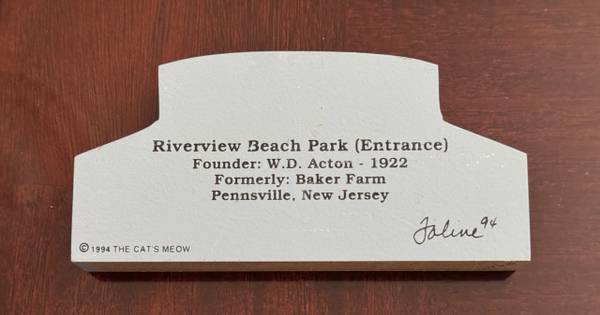 Riverview Beach Park (Entrance)
Founder: W.D. Acton - 1922
Formerly: Baker Farm
Pennsville, New Jersey
Faline 94
© 1994 THE CAT'S MEOW